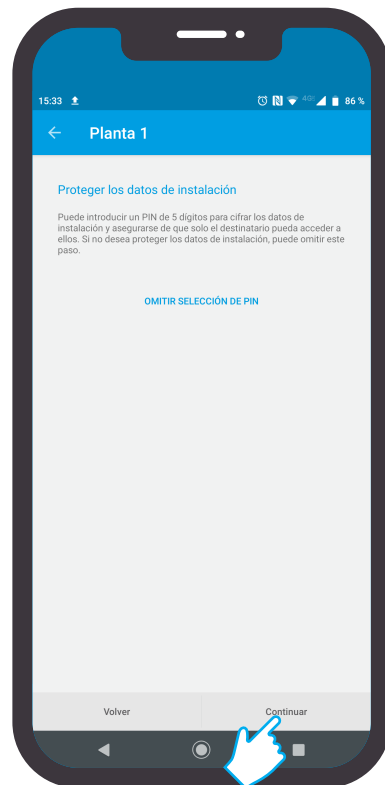 15:33 4G 86 %
Planta 1
Proteger los datos de instalación
Puede introducir un PIN de 5 dígitos para cifrar los datos de
instalación y asegurarse de que solo el destinatario pueda acceder a
ellos. Si no desea proteger los datos de instalación, puede omitir este
paso.
OMITIR SELECCIÓN DE PIN
Volver Continuar